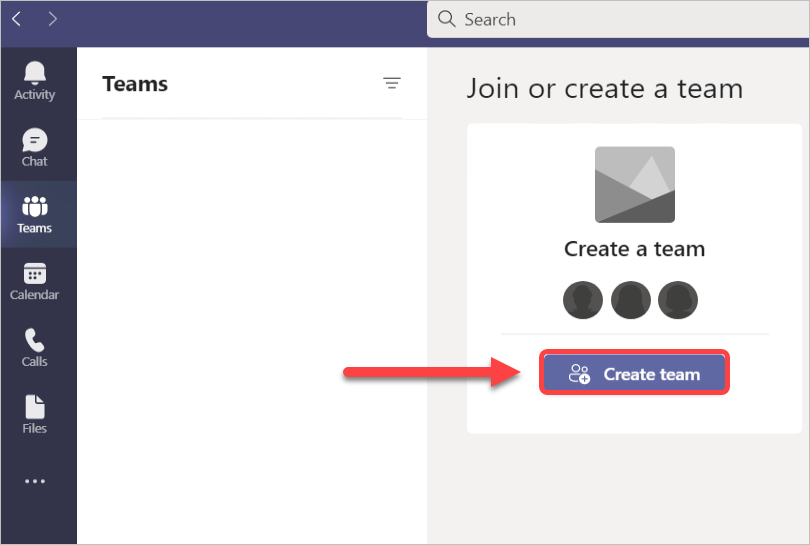 Search
Activity
Chat
Teams
Calendar
Calls
Files
Teams
Join or create a team
Create a team
Create team